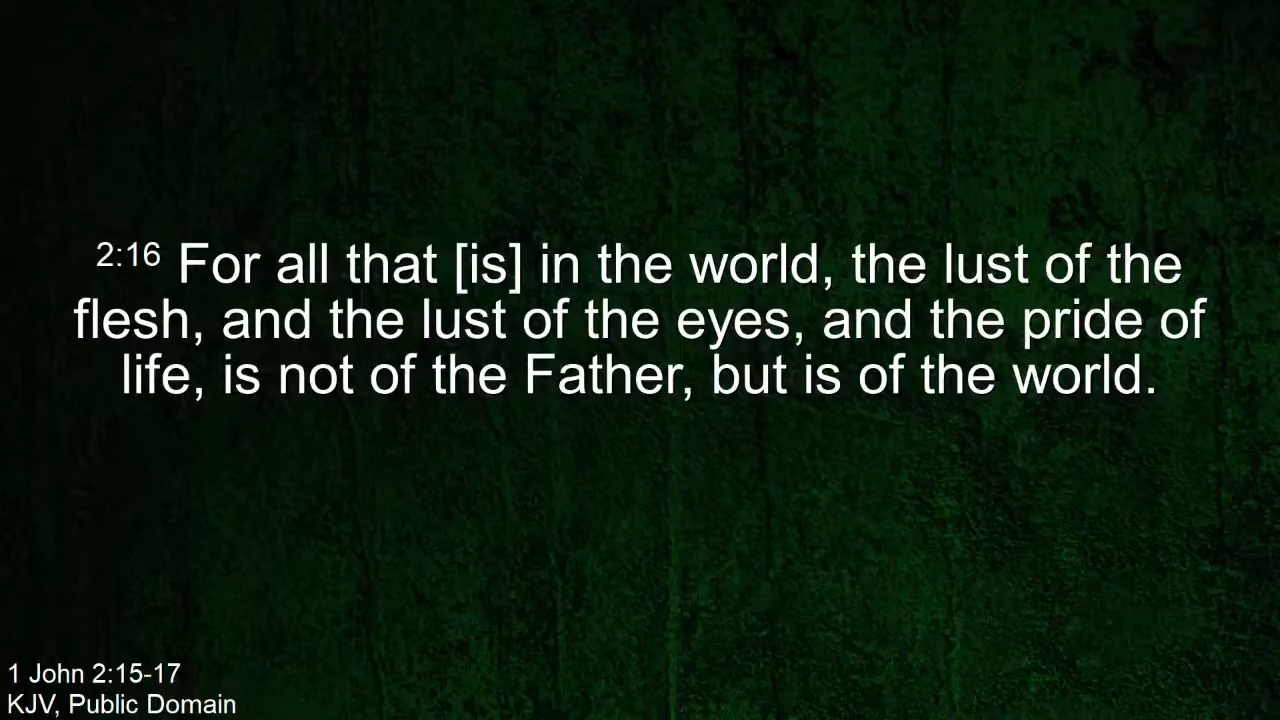 2:16 For all that [is] in the world, the lust of the
flesh, and the lust of the eyes, and the pride of
life, is not of the Father, but is of the world.
1 John 2:15-17
KJV, Public Domain